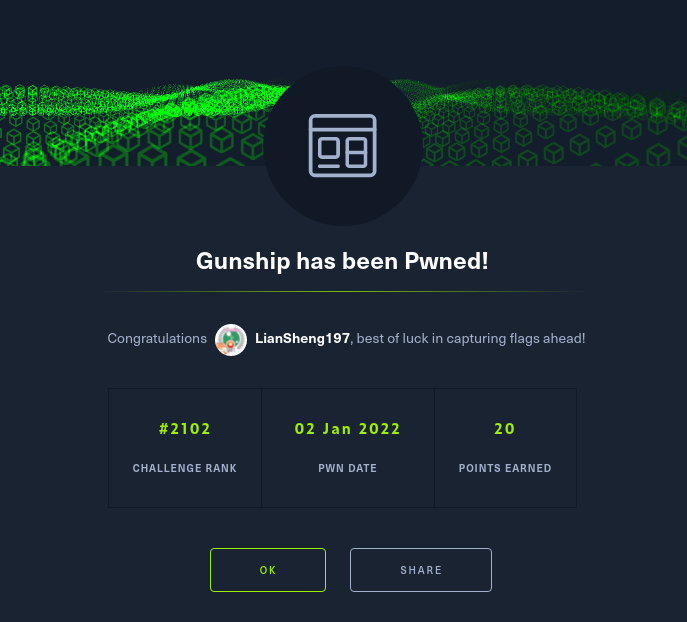 Gunship has been Pwned!
Congratulations LianSheng197, best of luck in capturing flags ahead!
#2102 02 Jan 2022 20
CHALLENGE RANK PWN DATE POINTS EARNED
OK SHARE